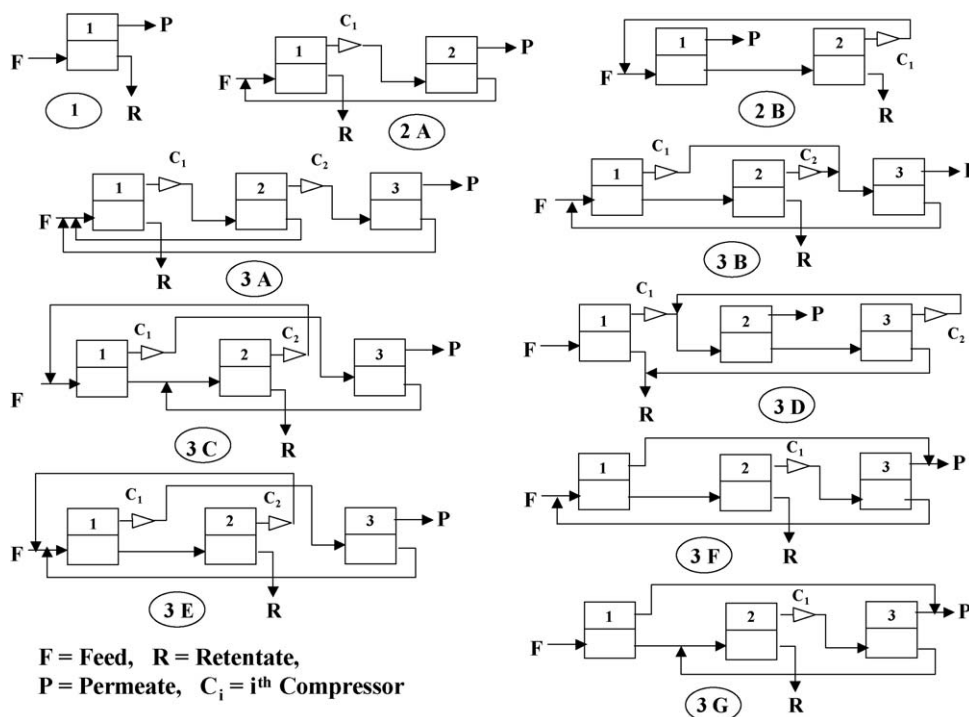 1
P
F
R
1
1
C₁
2
P
F
R
2 A
1
P
2
C₁
F
R
2 B
1
C₁
2
C₂
3
P
F
R
3 A
1
C₁
2
C₂
3
F
R
3 B
1
C₁
2
C₂
3
P
F
R
3 C
1
C₁
2
P
3
C₂
F
R
3 D
1
2
C₁
3
P
F
R
3 F
1
C₁
2
C₂
3
P
F
R
3 E
1
2
C₁
3
P
F
R
3 G
F = Feed, R = Retentate,
P = Permeate, Cᵢ = iᵗʰ Compressor